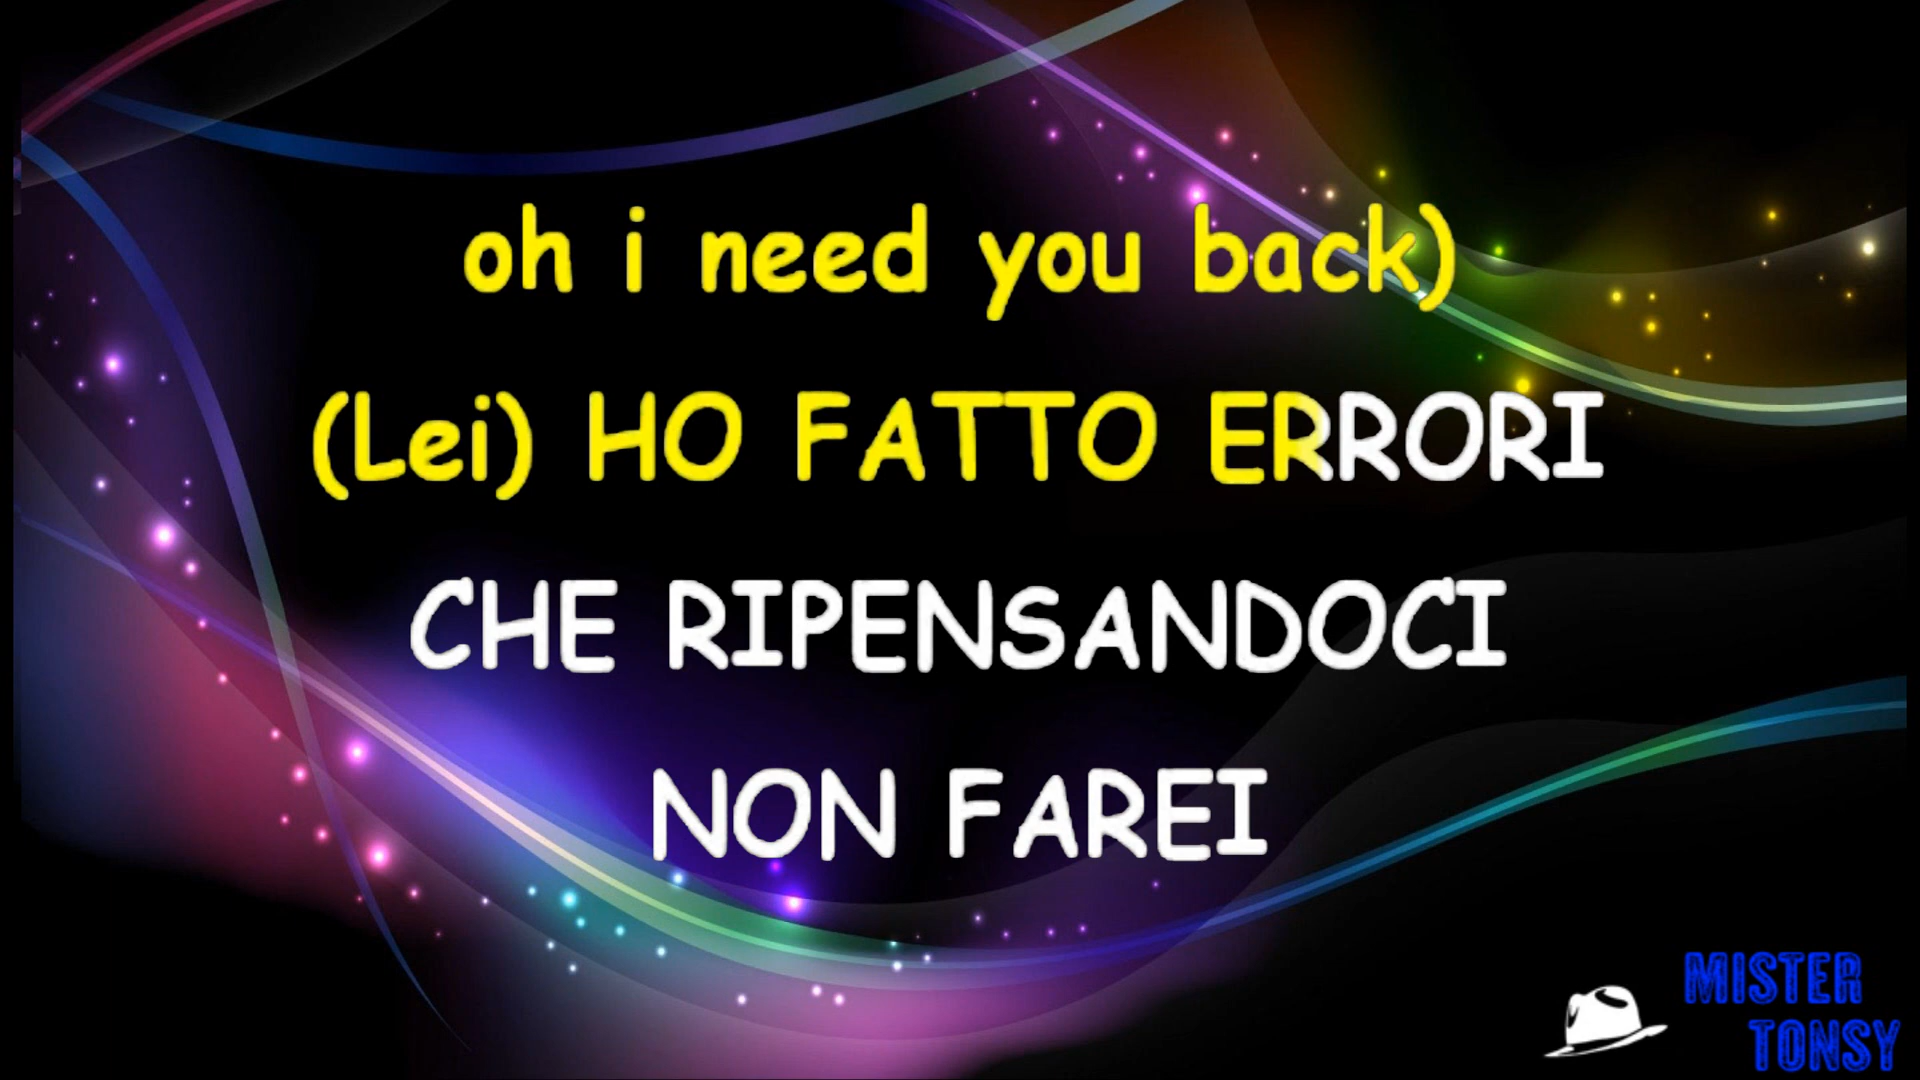 oh i need you back)
(Lei) HO FATTO ERRORI
CHE RIPENSANDOCI
NON FAREI
MISTER
TONSY